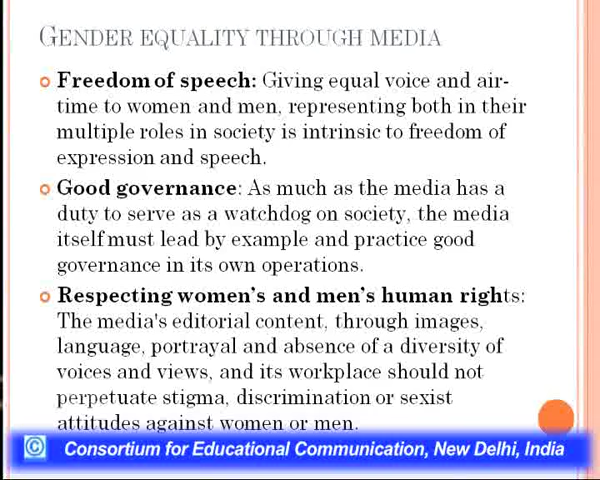 GENDER EQUALITY THROUGH MEDIA
Freedom of speech: Giving equal voice and air-
time to women and men, representing both in their
multiple roles in society is intrinsic to freedom of
expression and speech.
Good governance: As much as the media has a
duty to serve as a watchdog on society, the media
itself must lead by example and practice good
governance in its own operations.
Respecting women's and men's human rights:
The media's editorial content, through images,
language, portrayal and absence of a diversity of
voices and views, and its workplace should not
perpetuate stigma, discrimination or sexist
attitudes against women or men.
© Consortium for Educational Communication, New Delhi, India